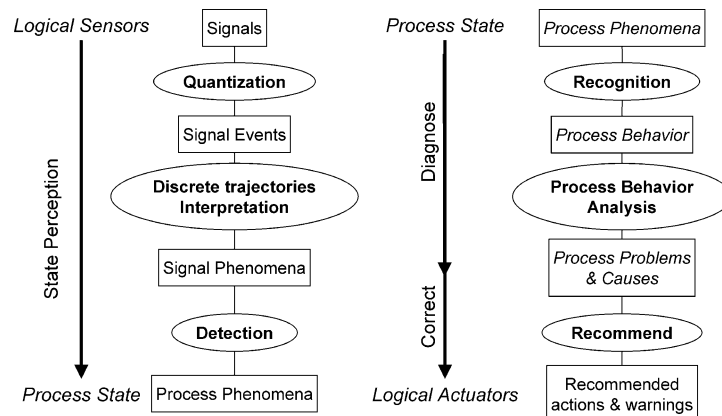 Logical Sensors
Signals
Quantization
Signal Events
Discrete trajectories
Interpretation
State Perception
Signal Phenomena
Detection
Process State
Process Phenomena
Process State
Process Phenomena
Recognition
Diagnose
Process Behavior
Process Behavior
Analysis
Process Problems
& Causes
Correct
Recommend
Logical Actuators
Recommended
actions & warnings